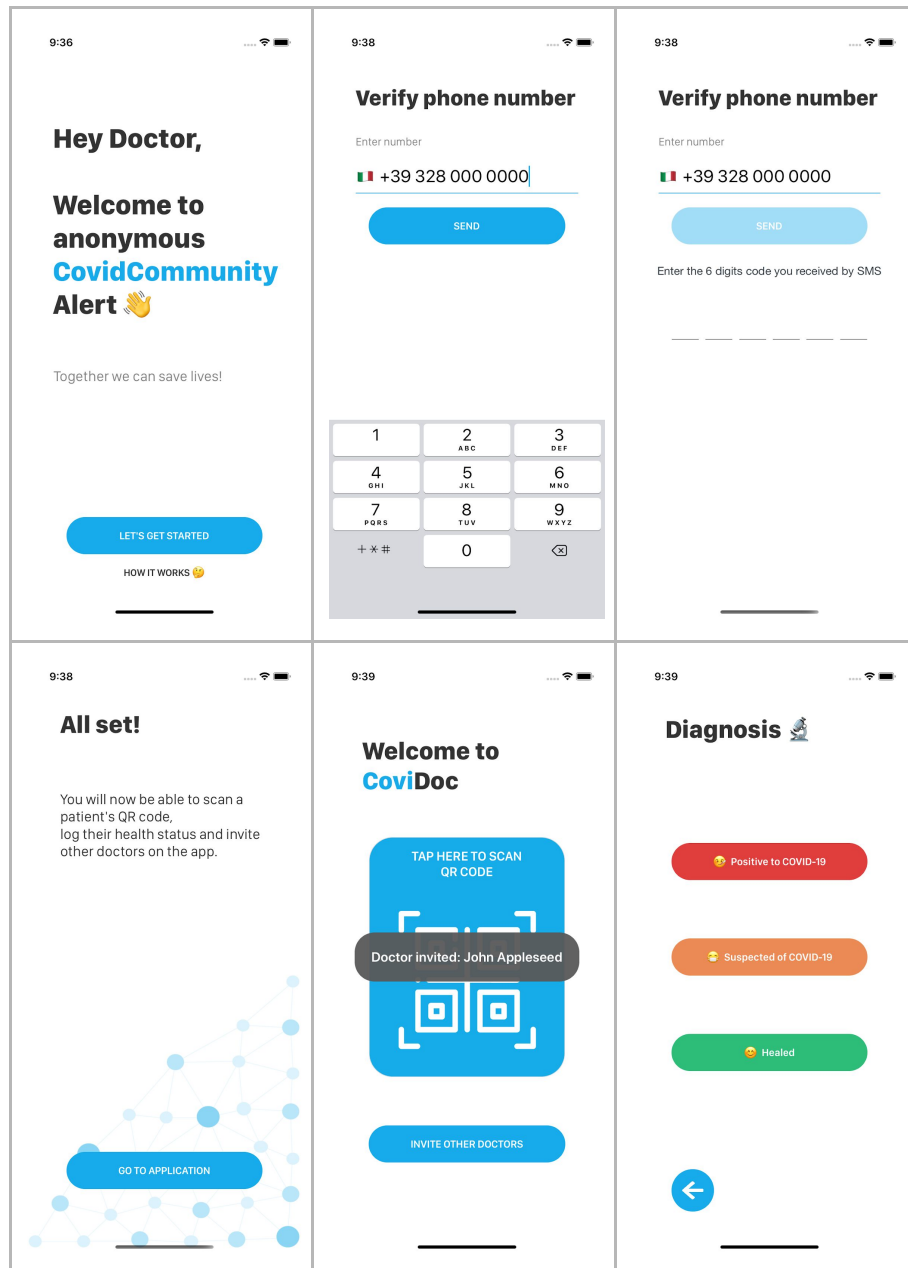 9:36
Hey Doctor,
Welcome to
anonymous
CovidCommunity
Alert 👋
Together we can save lives!
LET'S GET STARTED
HOW IT WORKS 🤔
9:38
Verify phone number
Enter number
🇮🇹 +39 328 000 0000
SEND
1
2
ABC
3
DEF
4
GHI
5
JKL
6
MNO
7
PQRS
8
TUV
9
WXYZ
+*#
0
9:38
Verify phone number
Enter number
🇮🇹 +39 328 000 0000
SEND
Enter the 6 digits code you received by SMS
9:38
All set!
You will now be able to scan a
patient's QR code,
log their health status and invite
other doctors on the app.
GO TO APPLICATION
9:39
Welcome to
CoviDoc
TAP HERE TO SCAN
QR CODE
Doctor invited: John Appleseed
INVITE OTHER DOCTORS
9:39
Diagnosis 🔬
🤒 Positive to COVID-19
😷 Suspected of COVID-19
😊 Healed